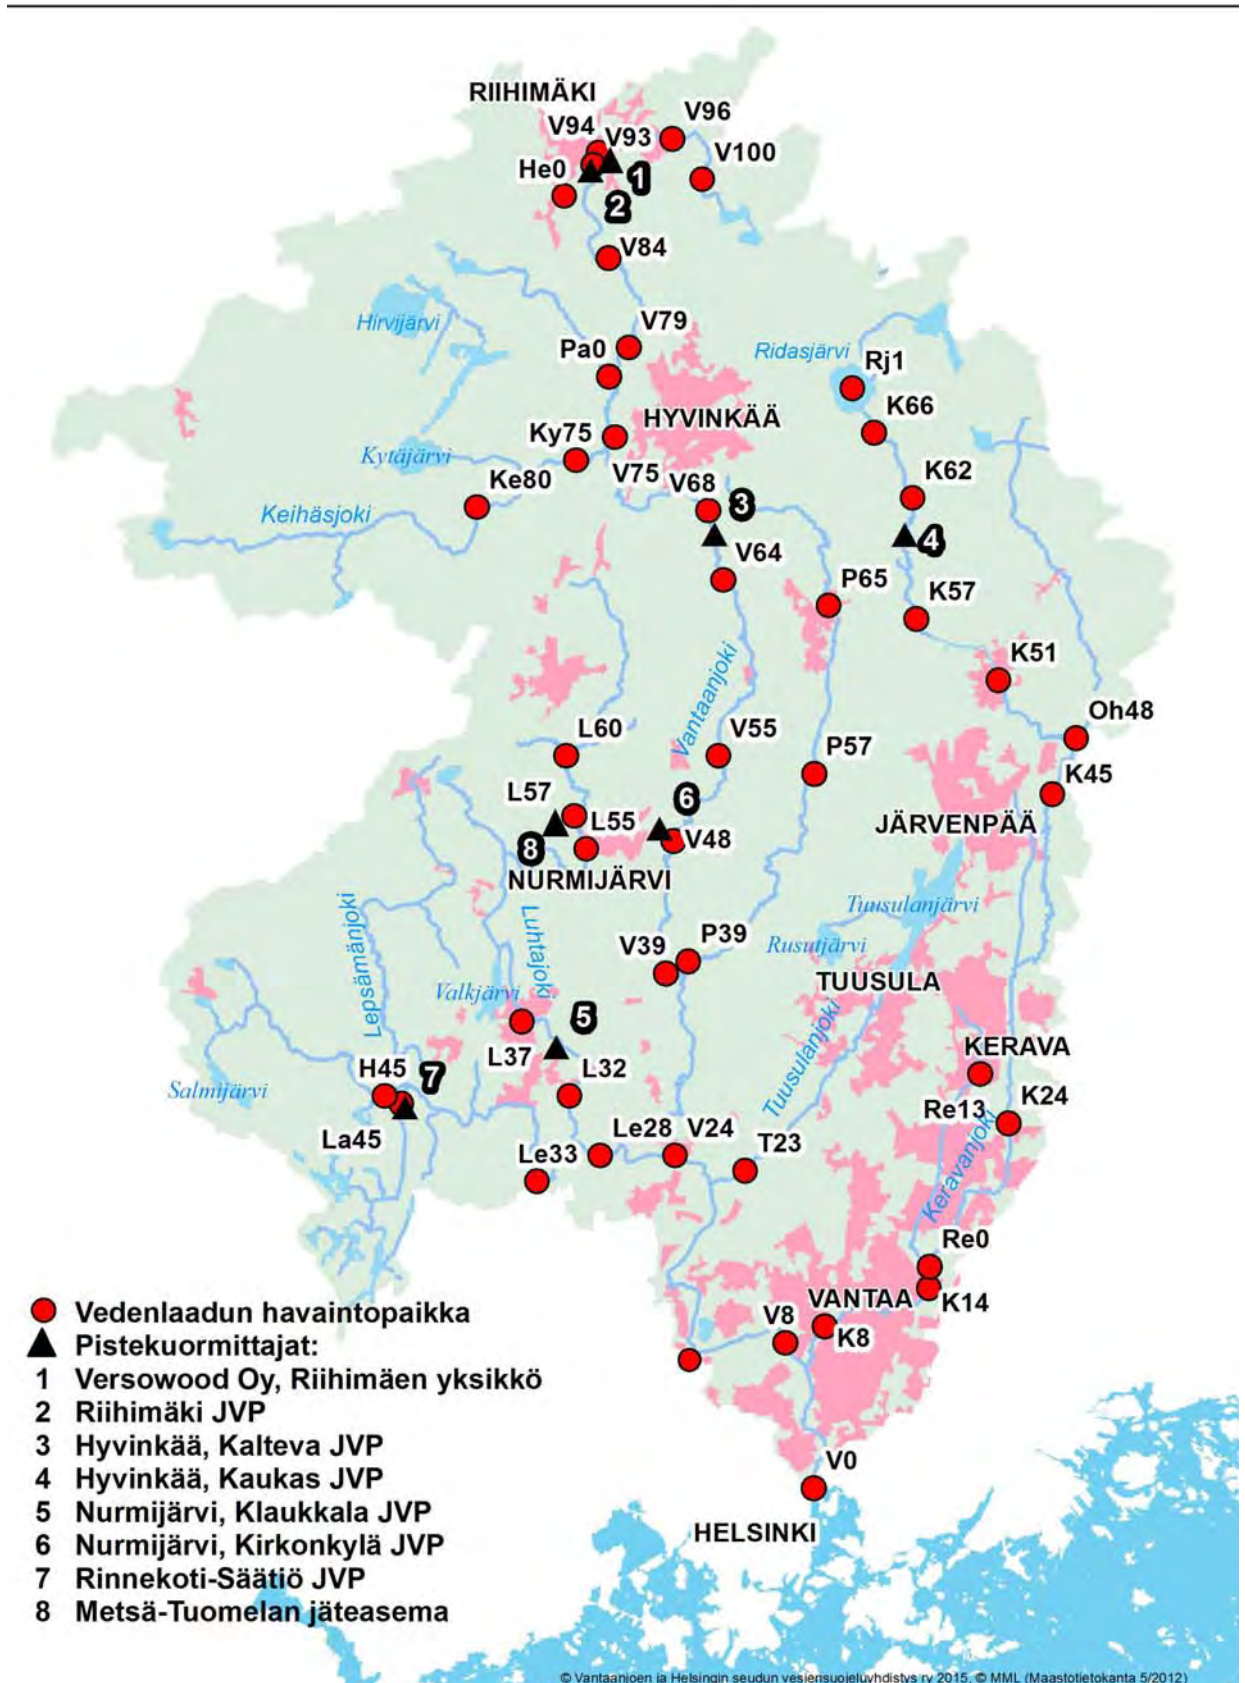 RIIHIMÄKI
V96
V94
V93
V100
He0
1
2
V84
Hirvijärvi
V79
Pa0
Ridasjärvi
Rj1
HYVINKÄÄ
K66
Ky75
Kytäjärvi
V75
V68
K62
Ke80
3
Keihäsjoki
4
V64
P65
K57
K51
Vantaanjoki
Oh48
L60
V55
P57
K45
L57
6
L55
JÄRVENPÄÄ
8
V48
NURMIJÄRVI
Tuusulanjärvi
Lepsämänjoki
Luhtajoki
P39
V39
Rusutjärvi
TUUSULA
Valkjärvi
5
Tuusulanjoki
KERAVA
L37
H45
7
L32
Salmijärvi
Re13
K24
La45
Le28
V24
T23
Le33
Keravanjoki
Re0
VANTAA
K14
V8
K8
V0
HELSINKI
Vedenlaadun havaintopaikka
Pistekuormittajat:
1 Versowood Oy, Riihimäen yksikkö
2 Riihimäki JVP
3 Hyvinkää, Kalteva JVP
4 Hyvinkää, Kaukas JVP
5 Nurmijärvi, Klaukkala JVP
6 Nurmijärvi, Kirkonkylä JVP
7 Rinnekoti-Säätiö JVP
8 Metsä-Tuomelan jäteasema
© Vantaanjoen ja Helsingin seudun vesiensuojeluyhdistys ry 2015, © MML (Maastotietokanta 5/2012)